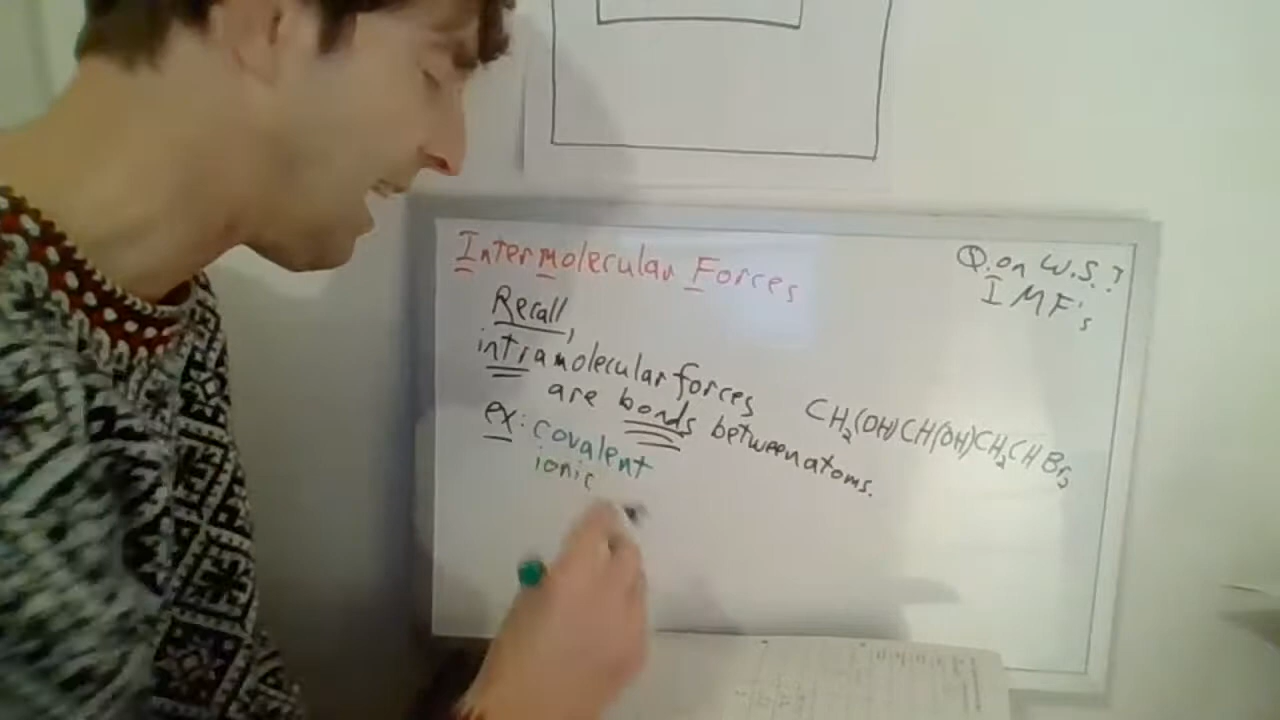 Intermolecular Forces
Q. on W.S.?
IMF's
Recall,
intramolecular forces
are bonds between atoms.
CH₂(OH)CH(OH)CH₂CHBr₂
ex: covalent
ionic